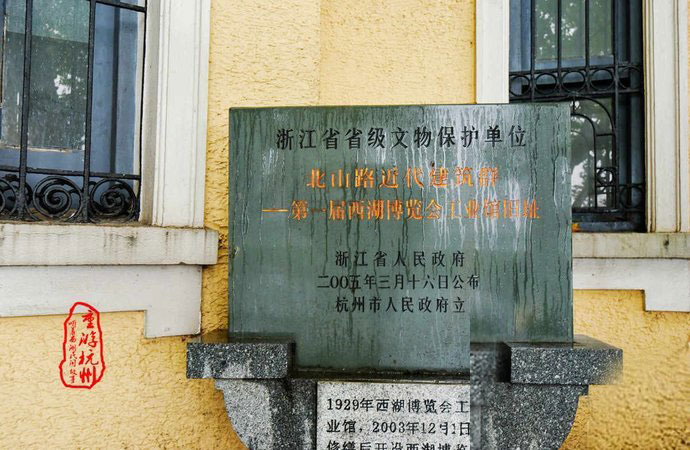 浙江省省级文物保护单位
北山路近代建筑群
——第一届西湖博览会工业馆旧址
浙江省人民政府
二〇〇五年三月十六日公布
杭州市人民政府立
1929年西湖博览会工
业馆，2003年12月1日
修缮后开设西湖博览
重游杭州